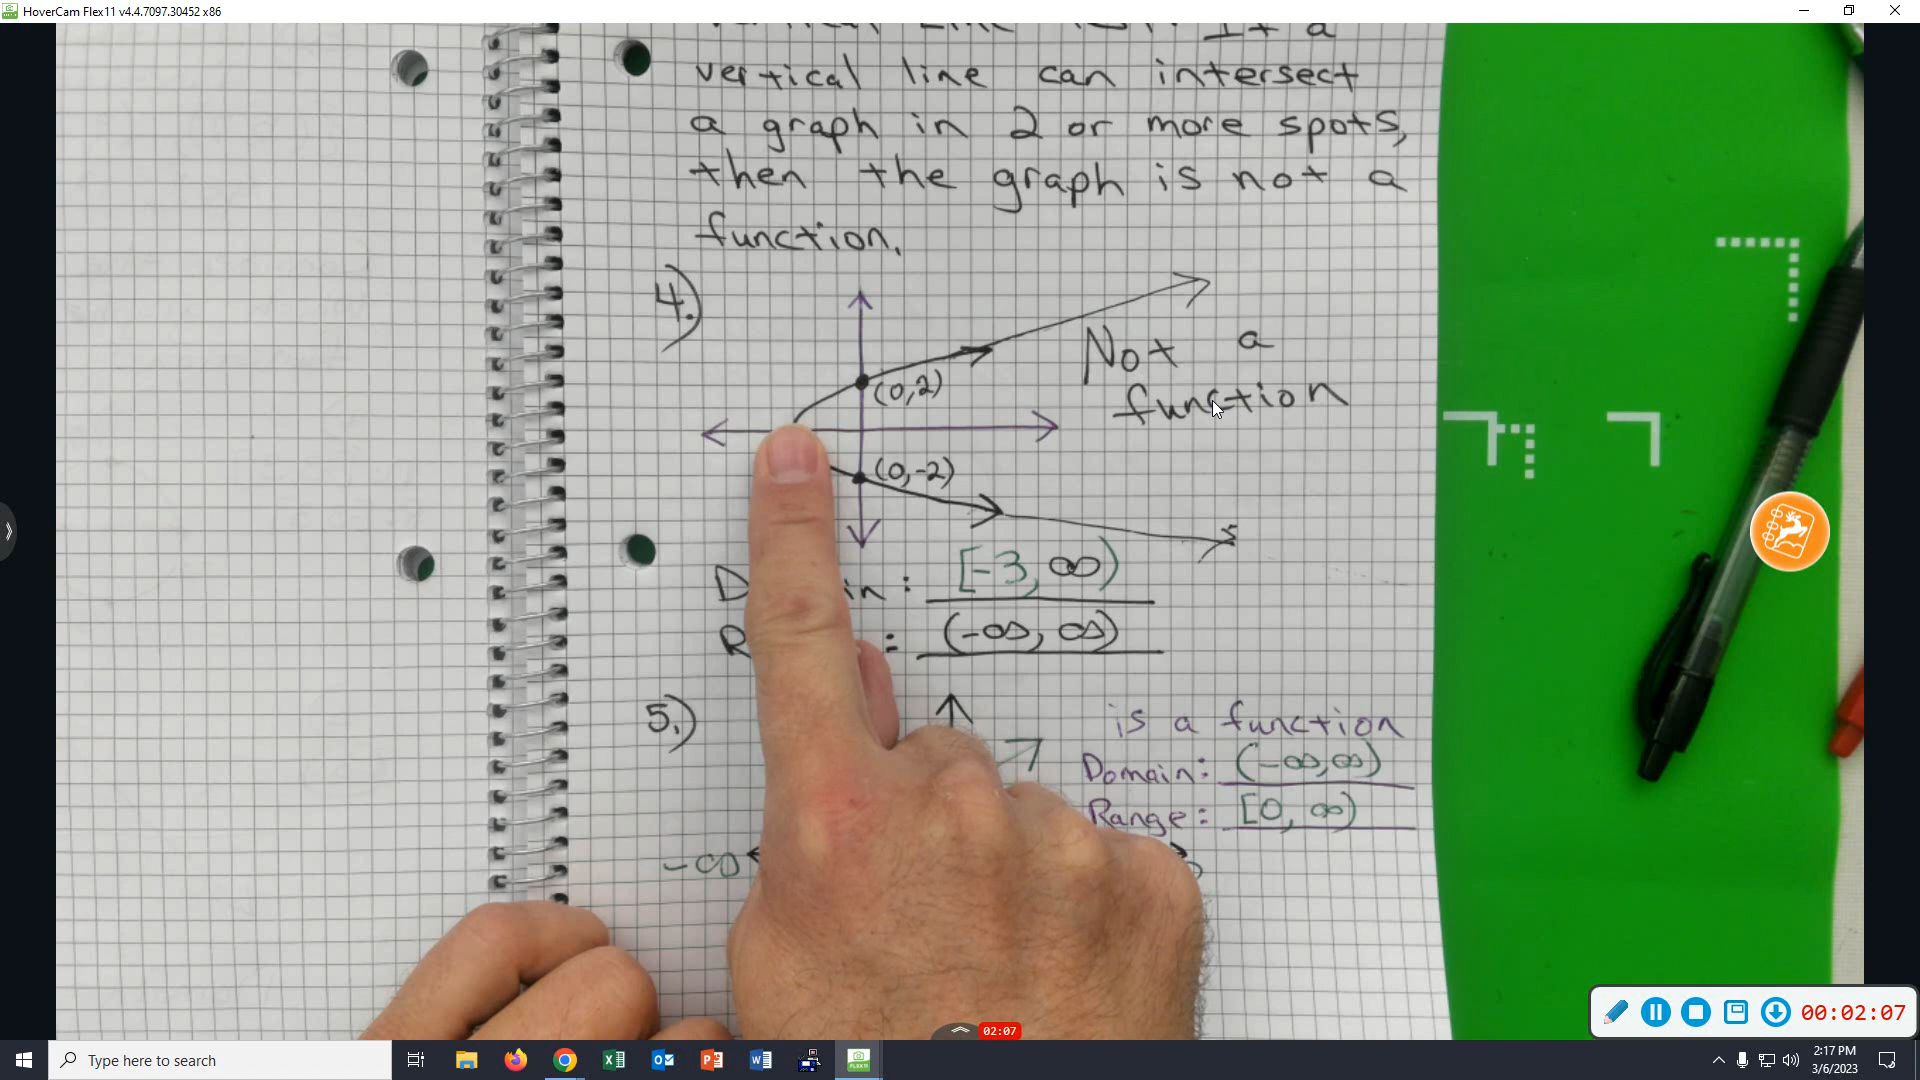 HoverCam Flex11 v4.4.7097.30452 x86
If a
vertical line can intersect
a graph in 2 or more spots,
then the graph is not a
function.
4.)
(0,2)
Not a
function
(0,-2)
in: [-3, ∞)
R : (-∞, ∞)
5.)
is a function
Domain: (-∞,∞)
Range: [0, ∞)
-∞
00:02:07
02:07
Type here to search
2:17 PM
3/6/2023